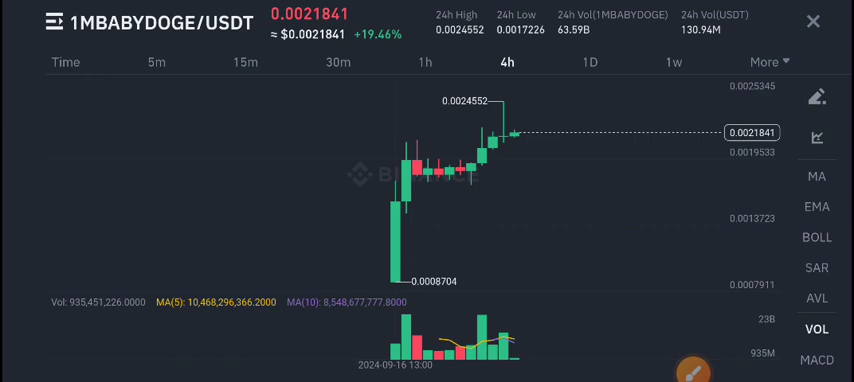 1MBABYDOGE/USDT
0.0021841
≈ $0.0021841 +19.46%
24h High
0.0024552
24h Low
0.0017226
24h Vol(1MBABYDOGE)
63.59B
24h Vol(USDT)
130.94M
Time 5m 15m 30m 1h 4h 1D 1w More
0.0025345
0.0024552
0.0021841
0.0019533
BINANCE
0.0013723
0.0008704
0.0007911
MA
EMA
BOLL
SAR
AVL
VOL
MACD
Vol: 935,451,226.0000 MA(5): 10,468,296,366.2000 MA(10): 8,548,677,777.8000
23B
935M
2024-09-16 13:00